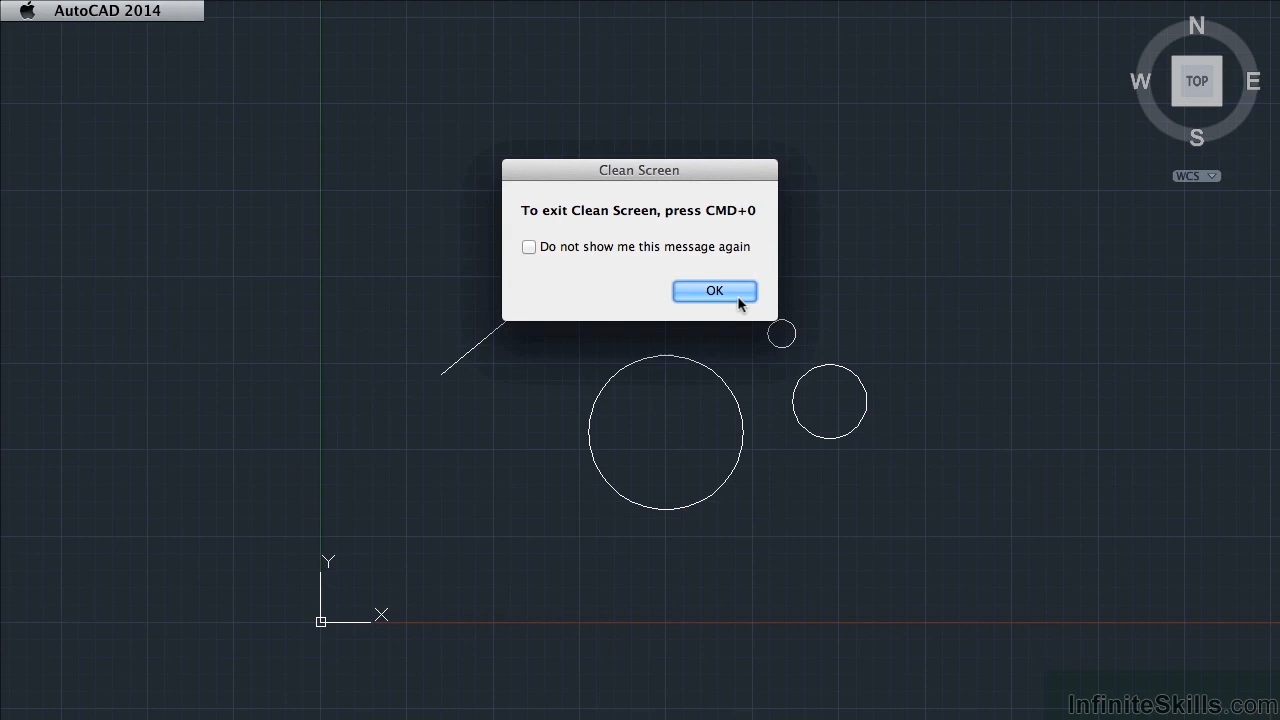 AutoCAD 2014
N
W TOP E
S
WCS
Clean Screen
To exit Clean Screen, press CMD+0
Do not show me this message again
OK
Y
X
InfiniteSkills.com